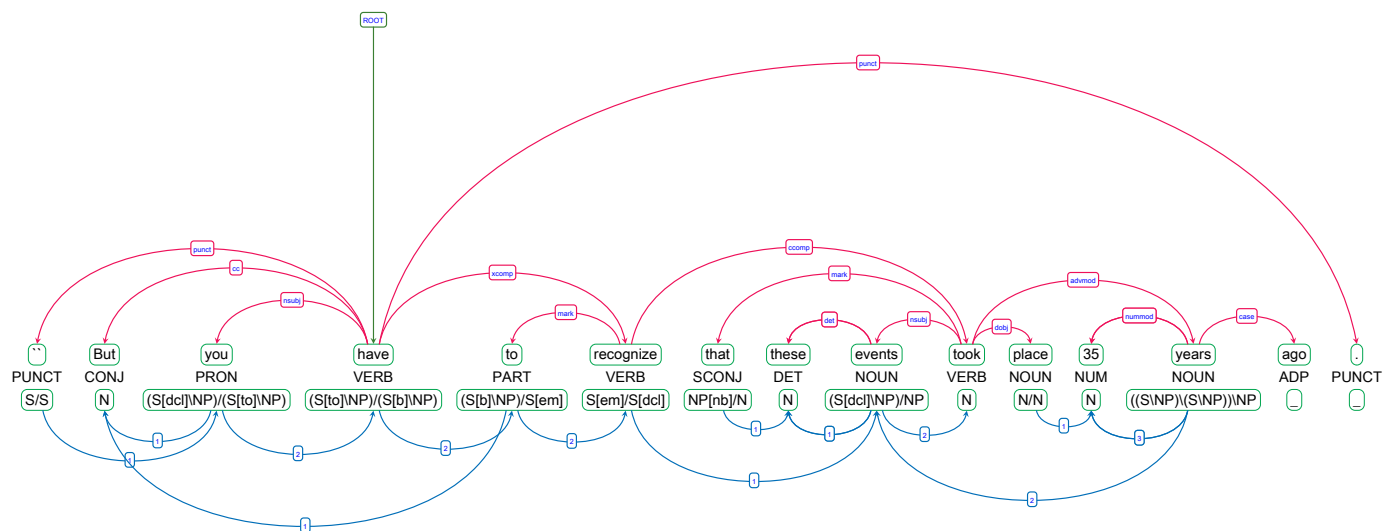 ROOT
punct
punct
cc
nsubj
xcomp
mark
ccomp
mark
det
nsubj
dobj
advmod
nummod
case
`` But you have to recognize that these events took place 35 years ago .
PUNCT CONJ PRON VERB PART VERB SCONJ DET NOUN VERB NOUN NUM NOUN ADP PUNCT
S/S N (S[dcl]\NP)/(S[to]\NP) (S[to]\NP)/(S[b]\NP) (S[b]\NP)/S[em] S[em]/S[dcl] NP[nb]/N N (S[dcl]\NP)/NP N N/N N ((S\NP)\(S\NP))\NP _ _
1 2 2 2 1 1 2 1 3
1 1 2
1